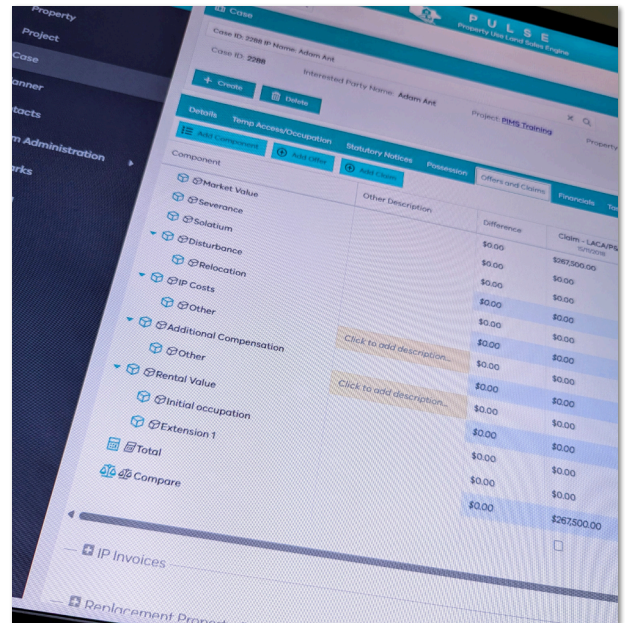 Property
Project
Case
anner
tacts
m Administration
rks
Case
PULSE
Property Use Land Sales Engine
Case ID: 2288 IP Name: Adam Ant
Case ID: 2288
Interested Party Name: Adam Ant
Project: PIMS Training
Property
+ Create
Delete
Details
Temp Access/Occupation
Statutory Notices
Possession
Offers and Claims
Financials
Add Component
Add Offer
Add Claim
Component
Other Description
Difference
Claim - LACA/PS
Market Value
$0.00
$267,500.00
Severance
$0.00
$0.00
Solatium
$0.00
$0.00
Disturbance
$0.00
$0.00
Relocation
$0.00
$0.00
IP Costs
$0.00
$0.00
Other
Click to add description...
$0.00
$0.00
Additional Compensation
$0.00
$0.00
Other
Click to add description...
$0.00
$0.00
Rental Value
$0.00
$0.00
Initial occupation
$0.00
$0.00
Extension 1
$0.00
$0.00
Total
$0.00
$267,500.00
Compare
IP Invoices
Replacement Prope